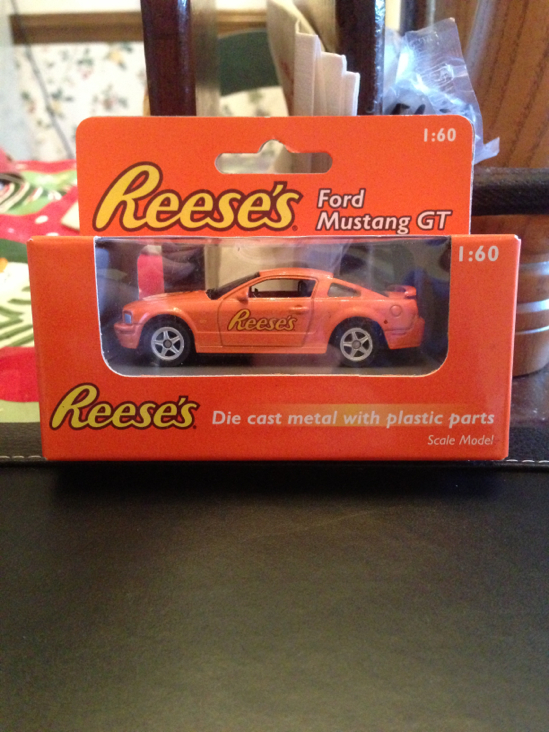 1:60
Reese's
Ford
Mustang GT
1:60
Reese's
Reese's
Die cast metal with plastic parts
Scale Model